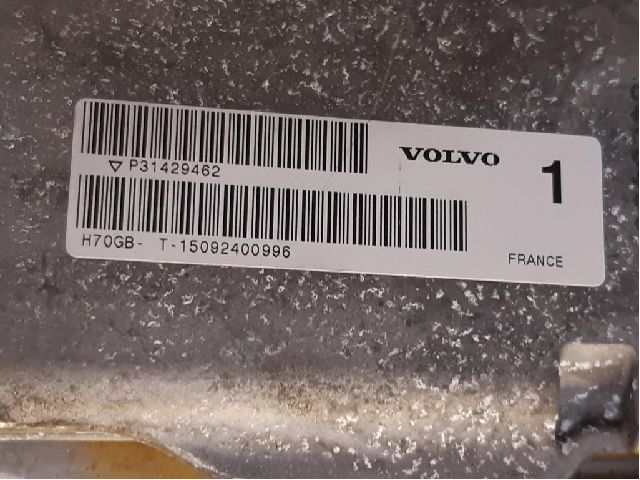 ▽ P31429462
VOLVO
1
H70GB- T-15092400996
FRANCE